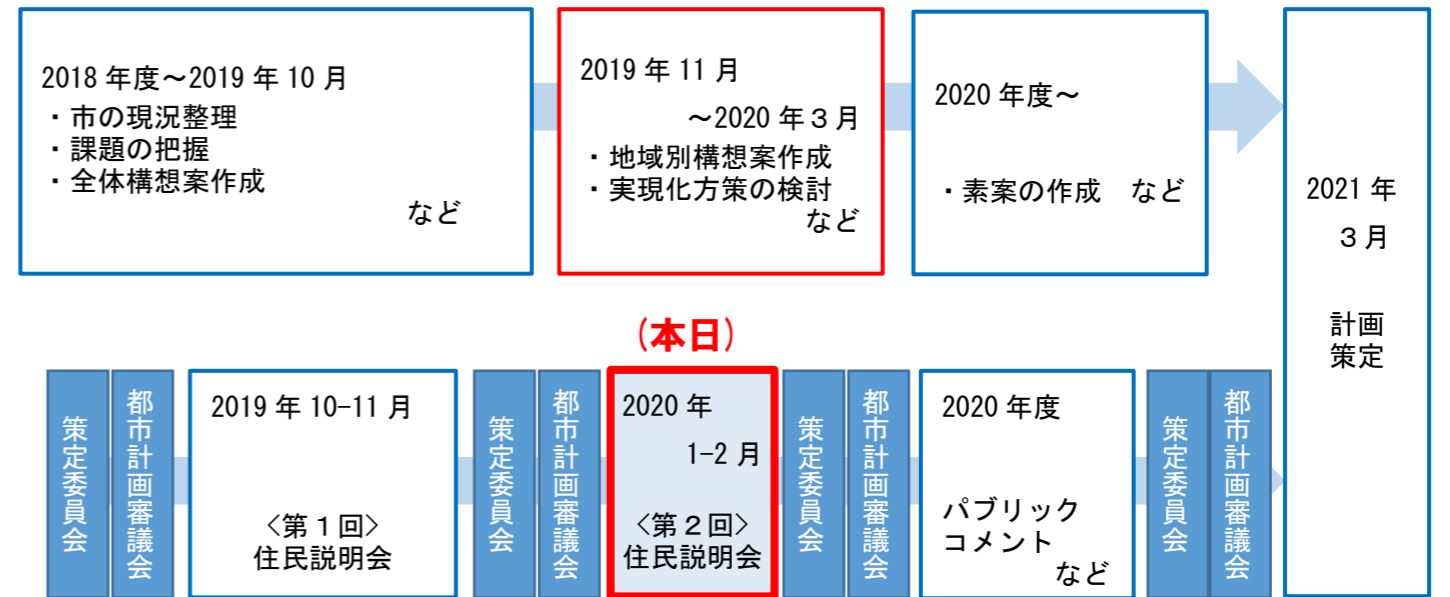 2018 年度～2019 年 10 月
・市の現況整理
・課題の把握
・全体構想案作成
など
2019 年 11 月
～2020 年３月
・地域別構想案作成
・実現化方策の検討
など
2020 年度～
・素案の作成　など
2021 年
３月
計画
策定
(本日)
策定委員会
都市計画審議会
2019 年 10-11 月
〈第１回〉
住民説明会
策定委員会
都市計画審議会
2020 年
1-2 月
〈第２回〉
住民説明会
策定委員会
都市計画審議会
2020 年度
パブリック
コメント
など
策定委員会
都市計画審議会